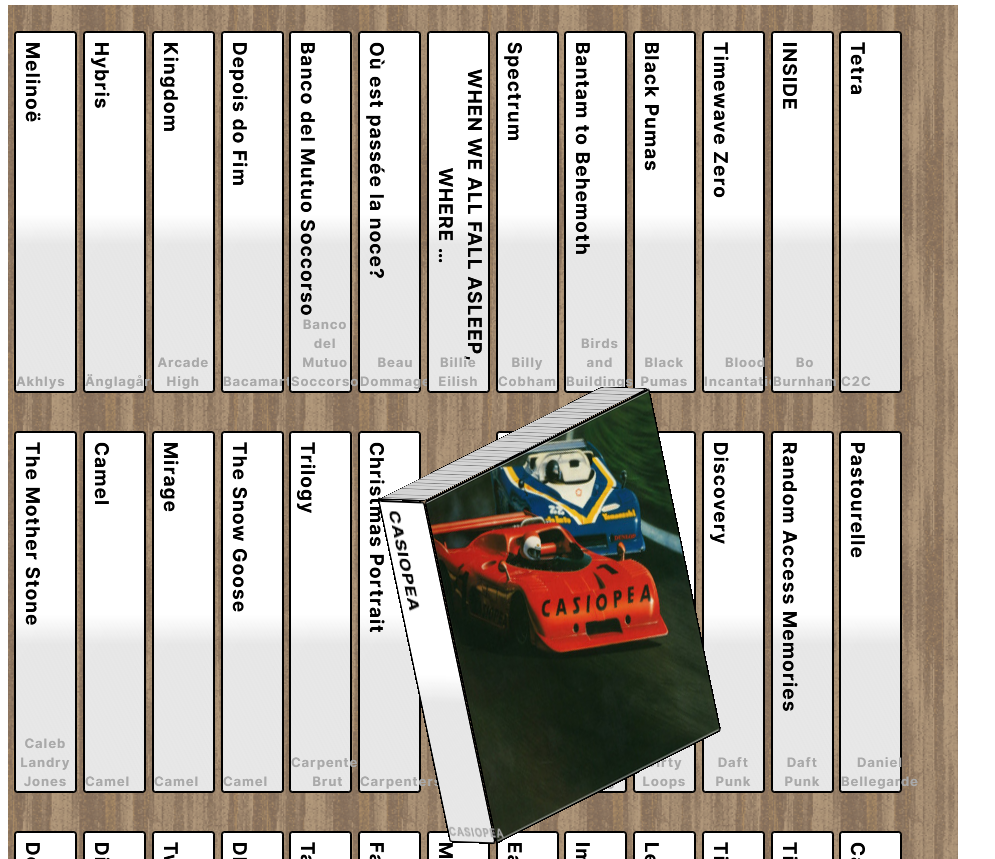 Melinoë
Akhlys
Hybris
Änglagår
Kingdom
Arcade
High
Depois do Fim
Bacamar
Banco del Mutuo Soccorso
Banco
del
Mutuo
Soccorso
Où est passée la noce?
Beau
Dommage
WHEN WE ALL FALL ASLEEP,
WHERE ...
Billie
Eilish
Spectrum
Billy
Cobham
Bantam to Behemoth
Birds
and
Buildings
Black Pumas
Black
Pumas
Timewave Zero
Blood
Incantati
INSIDE
Bo
Burnham
Tetra
C2C
The Mother Stone
Caleb
Landry
Jones
Camel
Camel
Mirage
Camel
The Snow Goose
Camel
Trilogy
Carpente
Brut
Christmas Portrait
Carpenter
CASIOPEA
CASIOPEA
CASIOPEA
Loops
Discovery
Daft
Punk
Random Access Memories
Daft
Punk
Pastourelle
Daniel
Bellegarde